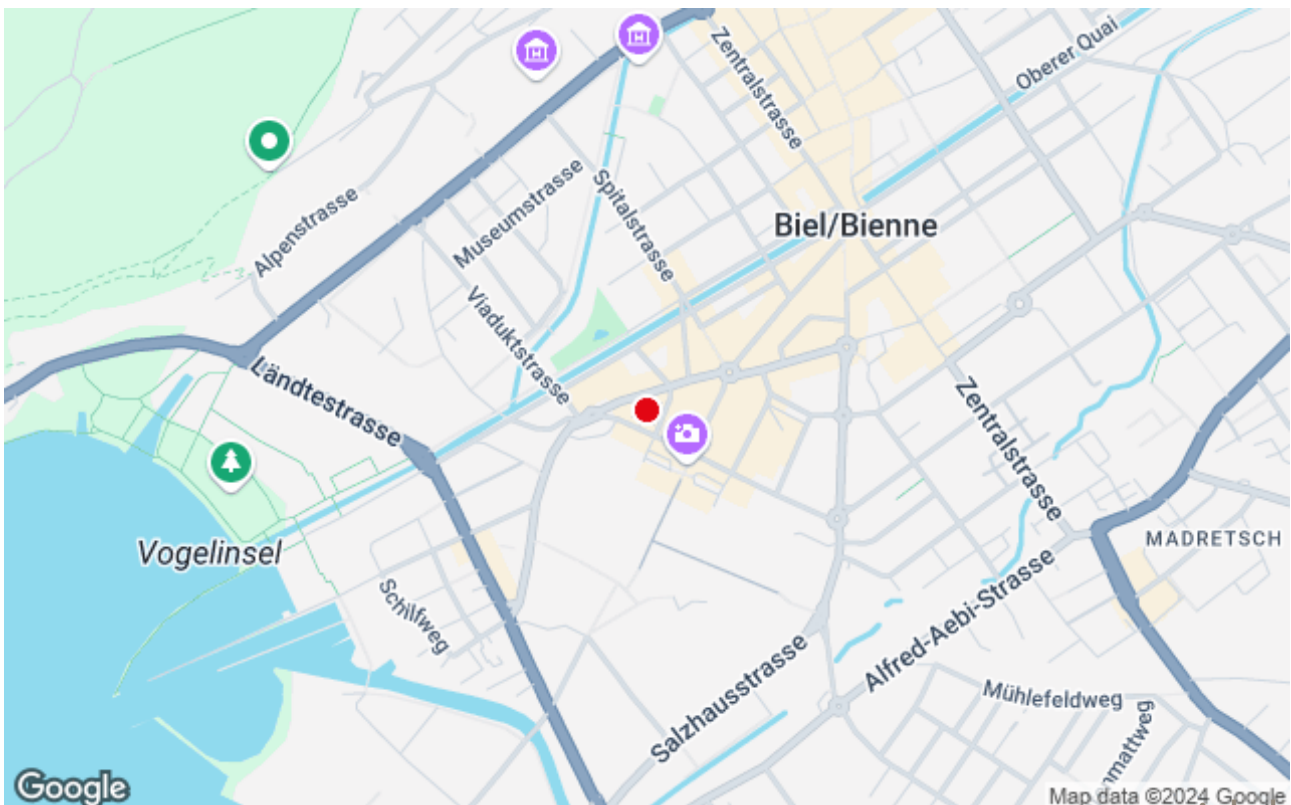 Zentralstrasse
Oberer Quai
Museumstrasse
Spitalstrasse
Alpenstrasse
Biel/Bienne
Viaduktstrasse
Ländtestrasse
Zentralstrasse
Vogelinsel
MADRETSCH
Schilfweg
Alfred-Aebi-Strasse
Salzhausstrasse
Mühlefeldweg
mmattweg
Google
Map data ©2024 Google